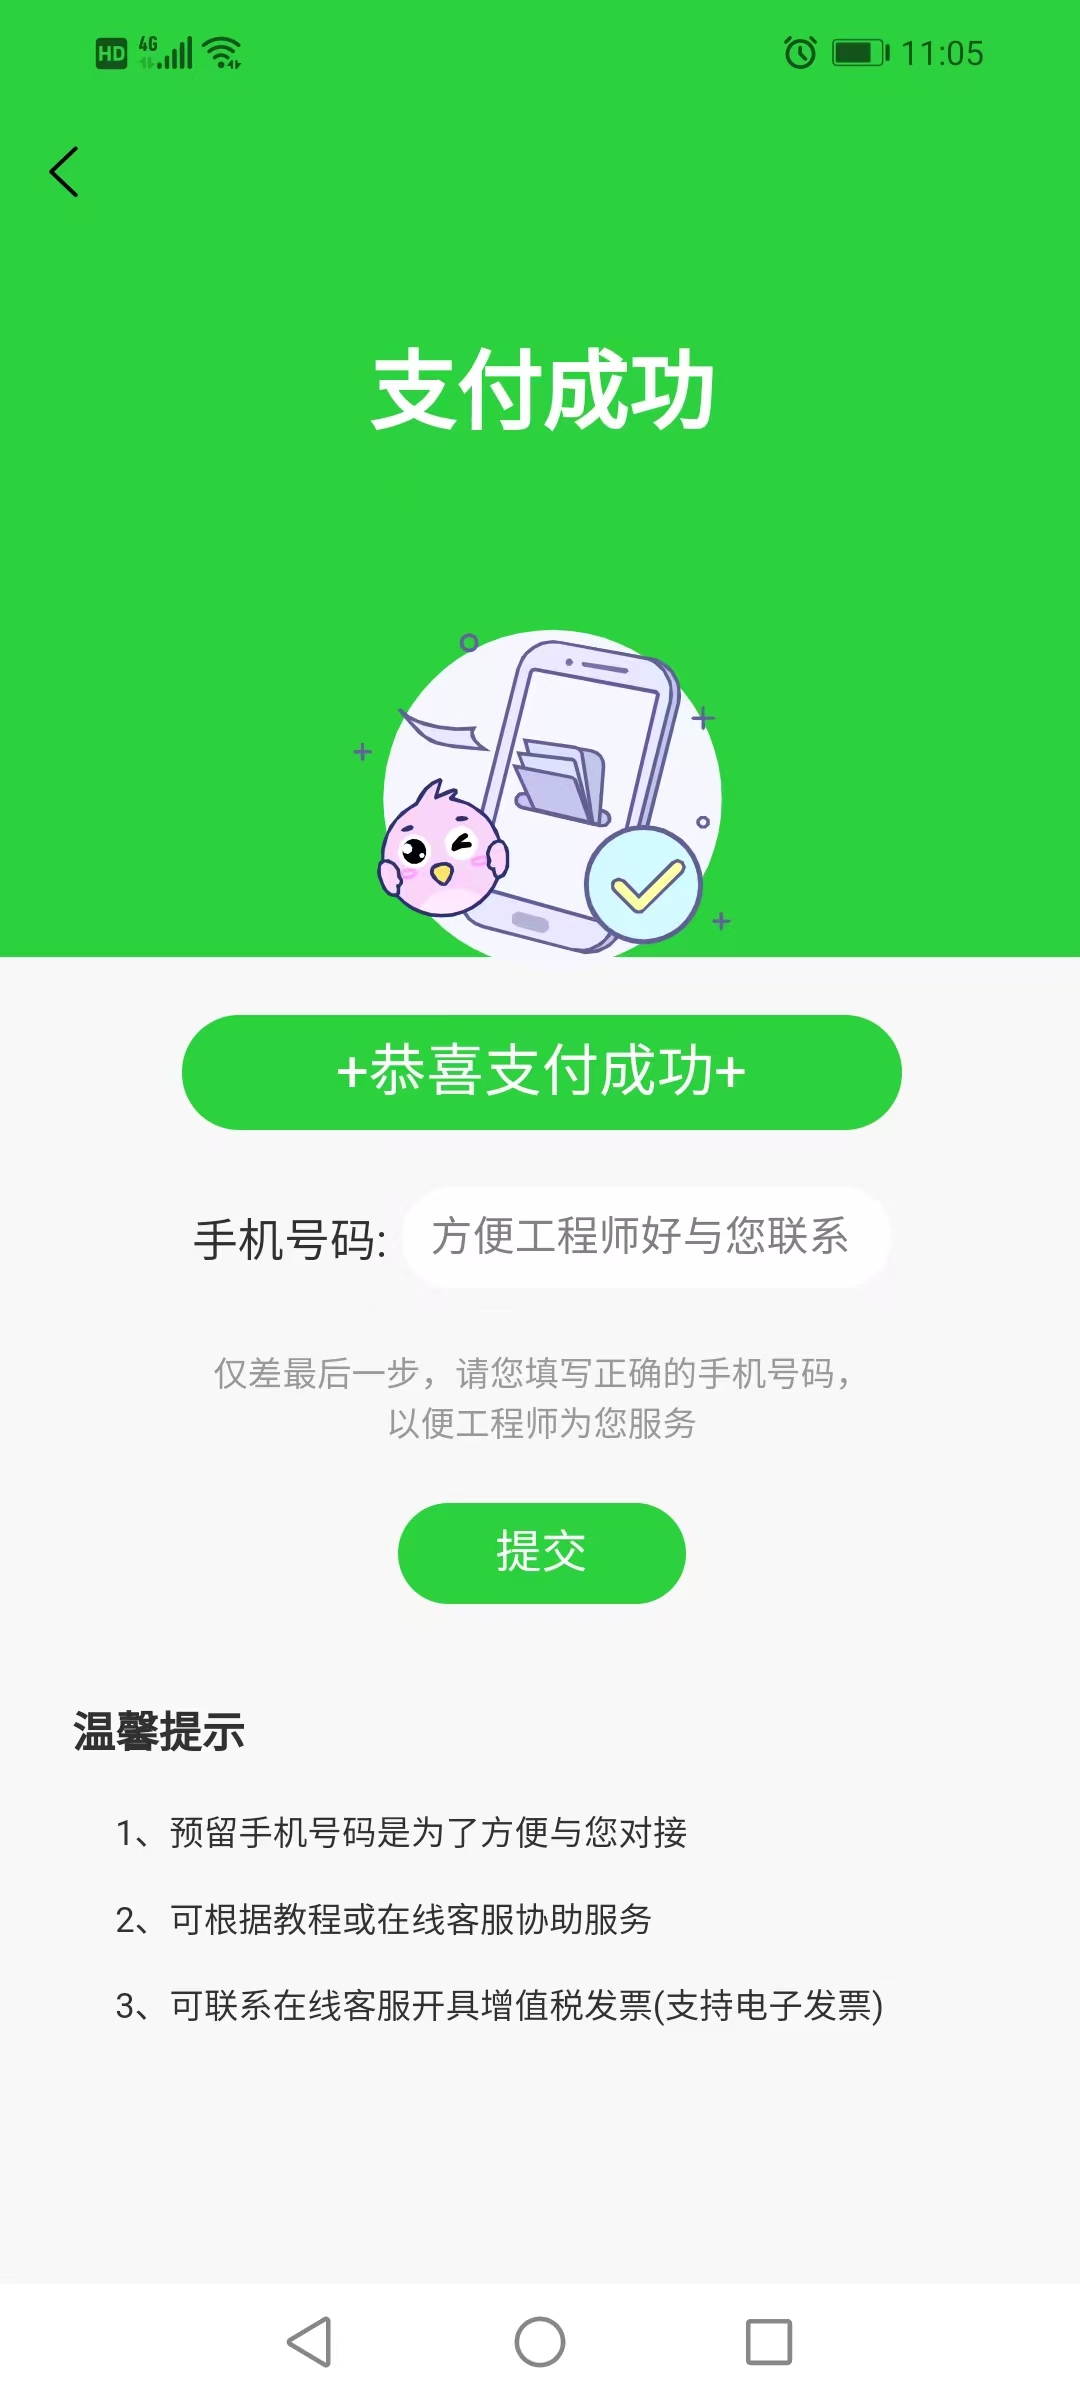 HD 4G 11:05
支付成功
+恭喜支付成功+
手机号码: 方便工程师好与您联系
仅差最后一步，请您填写正确的手机号码，
以便工程师为您服务
提交
温馨提示
1、预留手机号码是为了方便与您对接
2、可根据教程或在线客服协助服务
3、可联系在线客服开具增值税发票(支持电子发票)